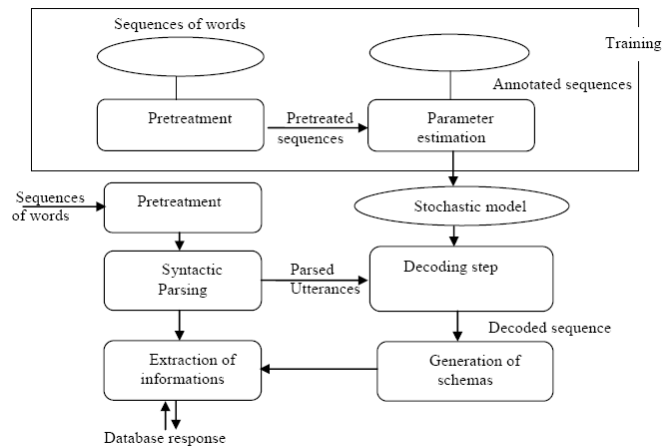 Sequences of words
Training
Annotated sequences
Pretreatment
Pretreated
sequences
Parameter
estimation
Sequences
of words
Pretreatment
Stochastic model
Syntactic
Parsing
Parsed
Utterances
Decoding step
Decoded sequence
Extraction of
informations
Generation of
schemas
Database response